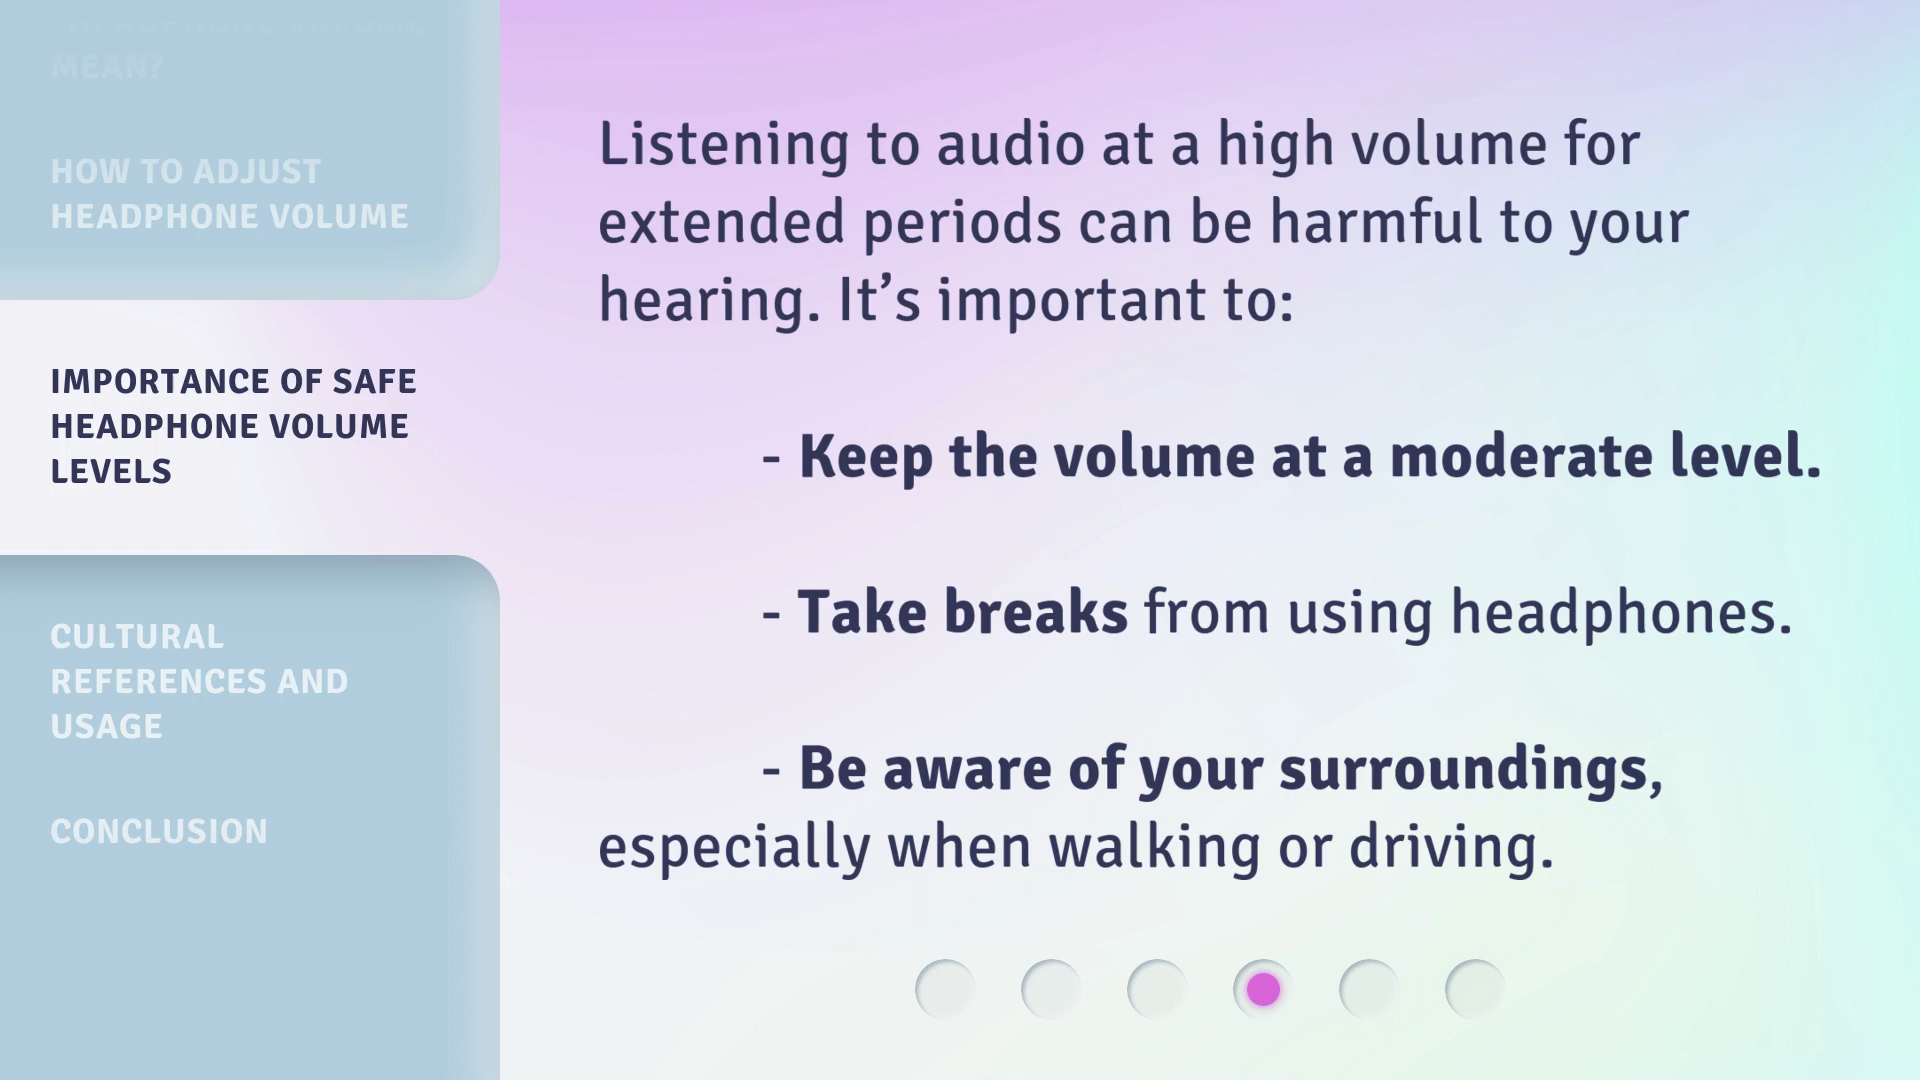 MEAN?
HOW TO ADJUST
HEADPHONE VOLUME
IMPORTANCE OF SAFE
HEADPHONE VOLUME
LEVELS
CULTURAL
REFERENCES AND
USAGE
CONCLUSION
Listening to audio at a high volume for
extended periods can be harmful to your
hearing. It’s important to:
- Keep the volume at a moderate level.
- Take breaks from using headphones.
- Be aware of your surroundings,
especially when walking or driving.